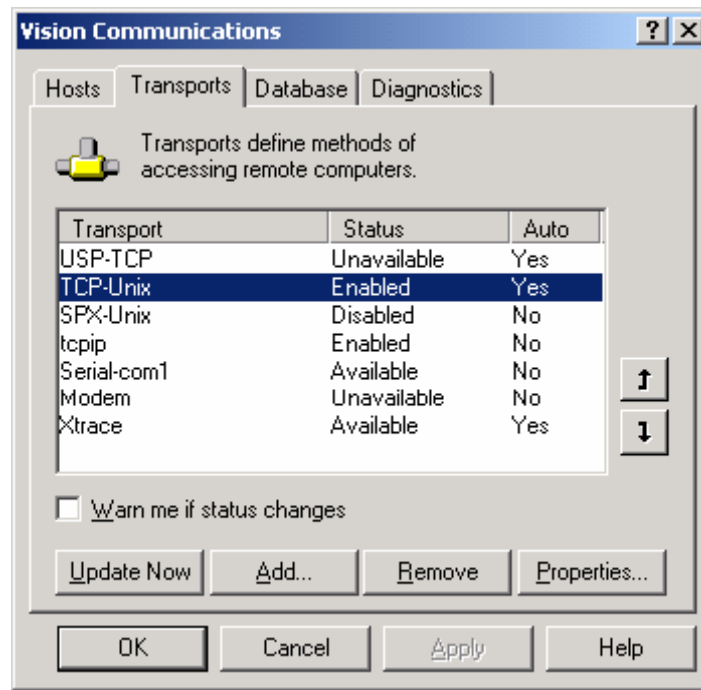 Vision Communications
Hosts Transports Database Diagnostics
Transports define methods of
accessing remote computers.
Transport Status Auto
USP-TCP Unavailable Yes
TCP-Unix Enabled Yes
SPX-Unix Disabled No
tcpip Enabled No
Serial-com1 Available No
Modem Unavailable No
Xtrace Available Yes
Warn me if status changes
Update Now Add... Remove Properties...
OK Cancel Apply Help